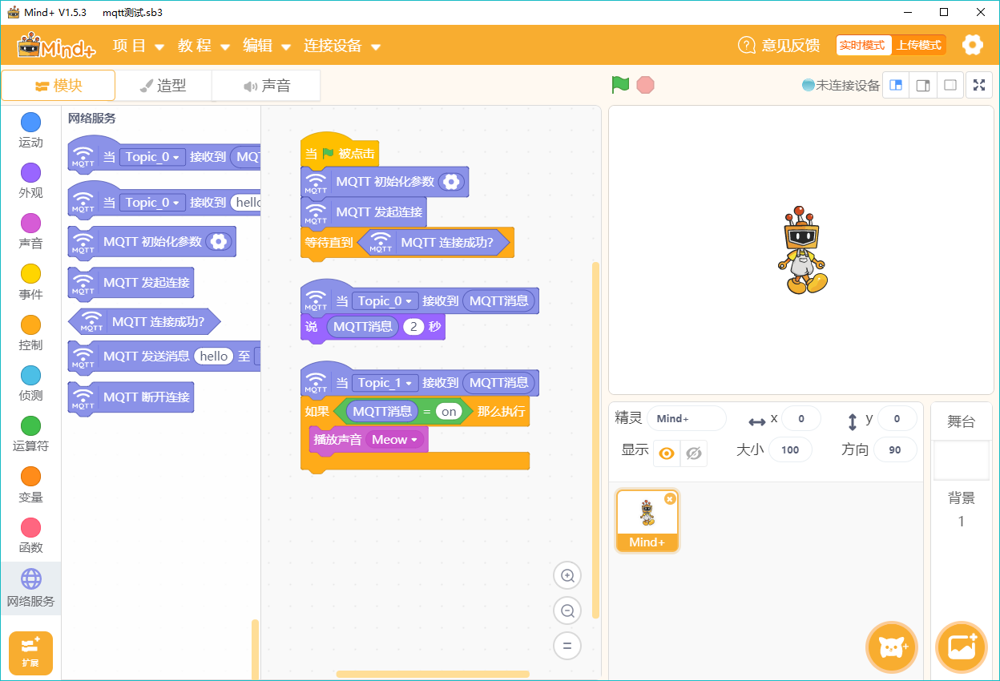 Mind+ V1.5.3 mqtt测试.sb3
Mind+ 项目 教程 编辑 连接设备 意见反馈 实时模式 上传模式
模块 造型 声音 未连接设备
运动
外观
声音
事件
控制
侦测
运算符
变量
函数
网络服务
扩展
网络服务
MQTT 当 Topic_0 接收到 MQT
MQTT 当 Topic_0 接收到 hello
MQTT MQTT 初始化参数
MQTT MQTT 发起连接
MQTT MQTT 连接成功?
MQTT MQTT 发送消息 hello 至
MQTT MQTT 断开连接
当 被点击
MQTT MQTT 初始化参数
MQTT MQTT 发起连接
等待直到 MQTT MQTT 连接成功?
MQTT 当 Topic_0 接收到 MQTT消息
说 MQTT消息 2 秒
MQTT 当 Topic_1 接收到 MQTT消息
如果 MQTT消息 = on 那么执行
播放声音 Meow
精灵 Mind+ x 0 y 0
显示 大小 100 方向 90
Mind+
舞台
背景
1